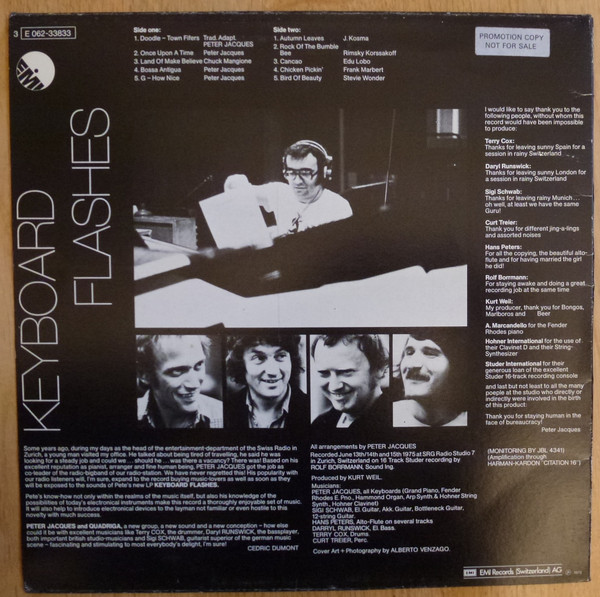 3 E 062-33833
EMI
KEYBOARD
FLASHES
Side one:
1. Doodle – Town Fifers Trad. Adapt.
PETER JACQUES
2. Once Upon A Time Peter Jacques
3. Land Of Make Believe Chuck Mangione
4. Bossa Antigua Peter Jacques
5. G – How Nice Peter Jacques
Side two:
1. Autumn Leaves J. Kosma
2. Rock Of The Bumble
Bee Rimsky Korssakoff
3. Cancao Edu Lobo
4. Chicken Pickin' Frank Marbert
5. Bird Of Beauty Stevie Wonder
PROMOTION COPY
NOT FOR SALE
I would like to say thank you to the
following people, without whom this
record would have been impossible
to produce:
Terry Cox:
Thanks for leaving sunny Spain for a
session in rainy Switzerland
Daryl Runswick:
Thanks for leaving sunny London for
a session in rainy Switzerland
Sigi Schwab:
Thanks for leaving rainy Munich ...
oh well, at least we have the same
Guru!
Curt Treier:
Thank you for different jing-a-lings
and assorted noises
Hans Peters:
For all the copying, the beautiful alto-
flute and for having married the girl
he did!
Rolf Borrmann:
For staying awake and doing a great
recording job at the same time
Kurt Weil:
My producer, thank you for Bongos,
Marlboros and Beer
A. Marcandello for the Fender
Rhodes piano
Hohner International for the use of
their Clavinet D and their String-
Synthesizer
Studer International for their
generous loan of the excellent
Studer 16-track recording console
and last but not least to all the many
people at the studio who directly or
indirectly were involved in the birth
of this product
Thank you for staying human in the
face of bureaucracy!
Peter Jacques
(MONITORING BY JBL 4341)
(Amplification through
HARMAN-KARDON "CITATION 16")
Some years ago, during my days as the head of the entertainment-department of the Swiss Radio in
Zurich, a young man visited my office. He talked about being tired of travelling, he said he was
looking for a steady job and could we ... should he ... was there a vacancy? There was! Based on his
excellent reputation as pianist, arranger and fine human being, PETER JACQUES got the job as
co-leader of the radio-bigband of our radio-station. We have never regretted this! His popularity with
our radio listeners will, I'm sure, expand to the record buying music-lovers as well as soon as they
will be exposed to the sounds of Pete's new LP KEYBOARD FLASHES.
Pete's know-how not only within the realms of the music itself, but also his knowledge of the
possibilities of today's electronical instruments make this record a thoroughly enjoyable set of music.
It will also help to introduce electronical devices to the layman not familiar or even hostile to this
novelty with much success.
PETER JACQUES and QUADRIGA, a new group, a new sound and a new conception – how else
could it be with excellent musicians like Terry COX, the drummer, Daryl RUNSWICK, the bassplayer,
both important british studio-musicians and Sigi SCHWAB, guitarist superior of the german music
scene – fascinating and stimulating to most everybody's delight, I'm sure!
CEDRIC DUMONT
All arrangements by PETER JACQUES
Recorded June 13th/14th and 15th 1975 at SRG Radio Studio 7
in Zurich, Switzerland on 16 Track Studer recording by
ROLF BORRMANN, Sound Ing.
Produced by KURT WEIL.
Musicians:
PETER JACQUES, all Keyboards (Grand Piano, Fender
Rhodes E. Pno., Hammond Organ, Arp Synth & Hohner String
Synth., Hohner Clavinet)
SIGI SCHWAB, El. Guitar, Akk. Guitar, Bottleneck Guitar,
12-string Guitar.
HANS PETERS, Alto-Flute on several tracks
DARRYL RUNSWICK, El. Bass.
TERRY COX, Drums.
CURT TREIER, Perc.
Cover Art + Photography by ALBERTO VENZAGO.
EMI EMI Records (Switzerland) AG